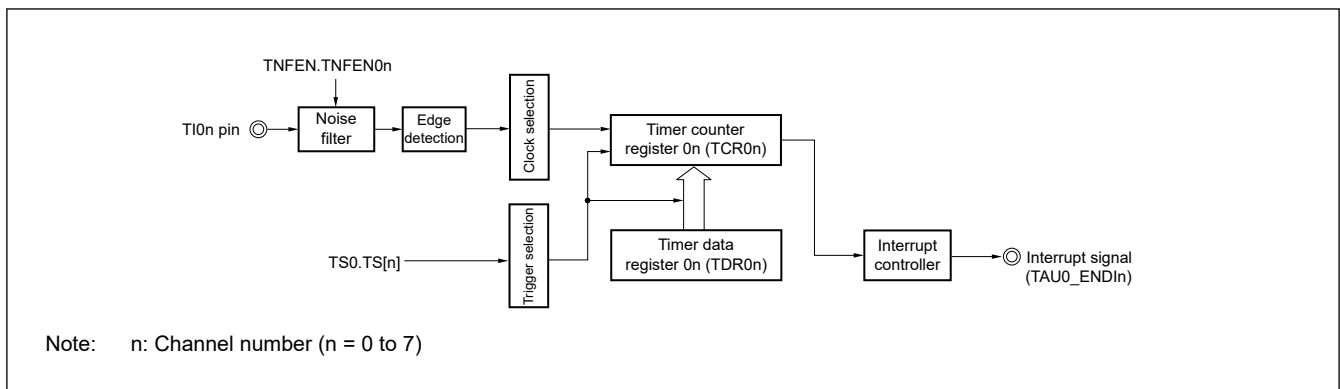 TNFEN.TNFEN0n
TI0n pin
Noise
filter
Edge
detection
Clock selection
Timer counter
register 0n (TCR0n)
TS0.TS[n]
Trigger selection
Timer data
register 0n (TDR0n)
Interrupt
controller
Interrupt signal
(TAU0_ENDIn)
Note: n: Channel number (n = 0 to 7)